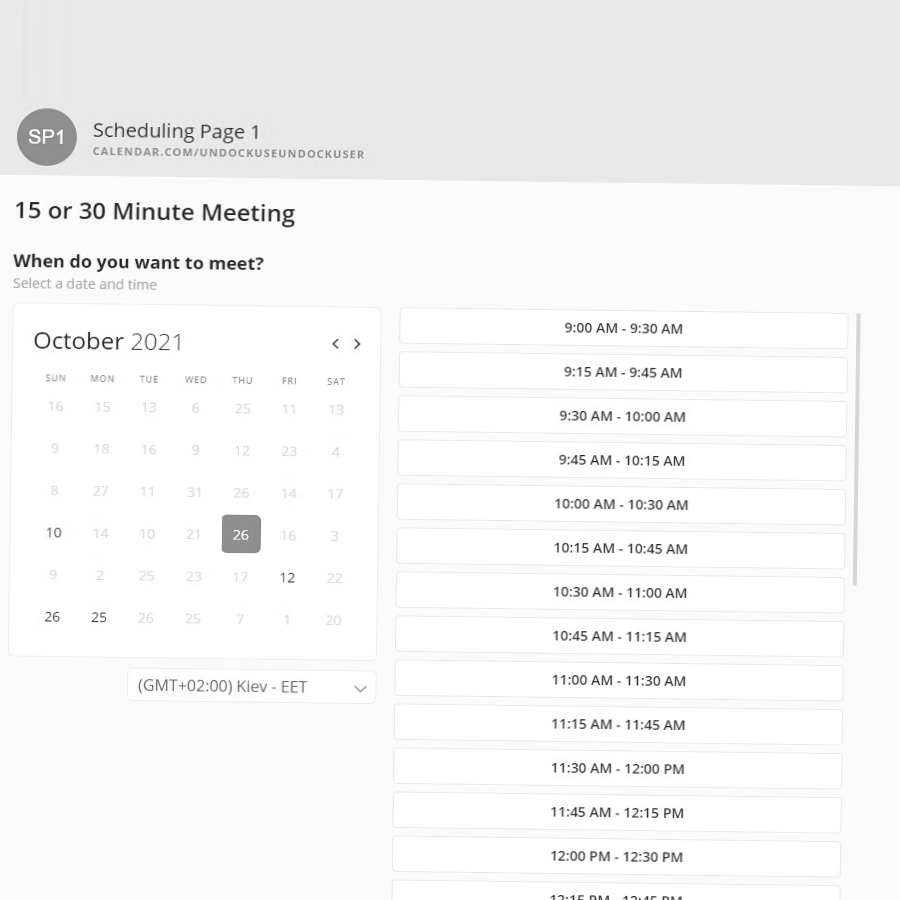 SP1
Scheduling Page 1
CALENDAR.COM/UNDOCKUSEUNDOCKUSER
15 or 30 Minute Meeting
When do you want to meet?
Select a date and time
October 2021
SUN MON TUE WED THU FRI SAT
16 15 13 6 25 11 13
9 18 16 9 12 23 4
8 27 11 31 26 14 17
10 14 10 21 26 16 3
9 2 25 23 17 12 22
26 25 26 25 7 1 20
(GMT+02:00) Kiev - EET
9:00 AM - 9:30 AM
9:15 AM - 9:45 AM
9:30 AM - 10:00 AM
9:45 AM - 10:15 AM
10:00 AM - 10:30 AM
10:15 AM - 10:45 AM
10:30 AM - 11:00 AM
10:45 AM - 11:15 AM
11:00 AM - 11:30 AM
11:15 AM - 11:45 AM
11:30 AM - 12:00 PM
11:45 AM - 12:15 PM
12:00 PM - 12:30 PM
12:15 PM - 12:45 PM